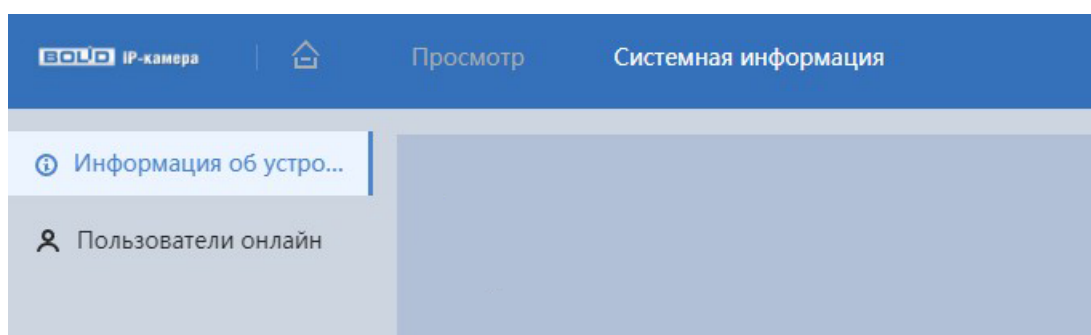 BOLID IP-камера Просмотр Системная информация
Информация об устро...
Пользователи онлайн